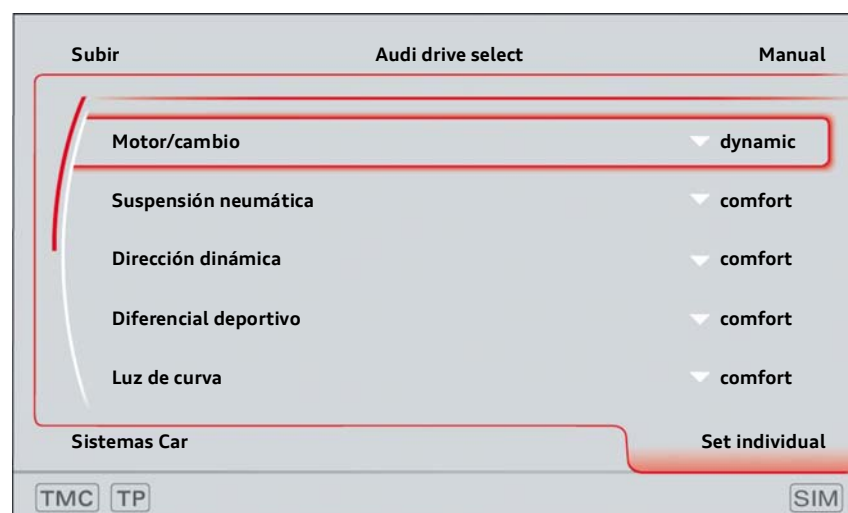 Subir Audi drive select Manual
Motor/cambio dynamic
Suspensión neumática comfort
Dirección dinámica comfort
Diferencial deportivo comfort
Luz de curva comfort
Sistemas Car Set individual
TMC TP SIM